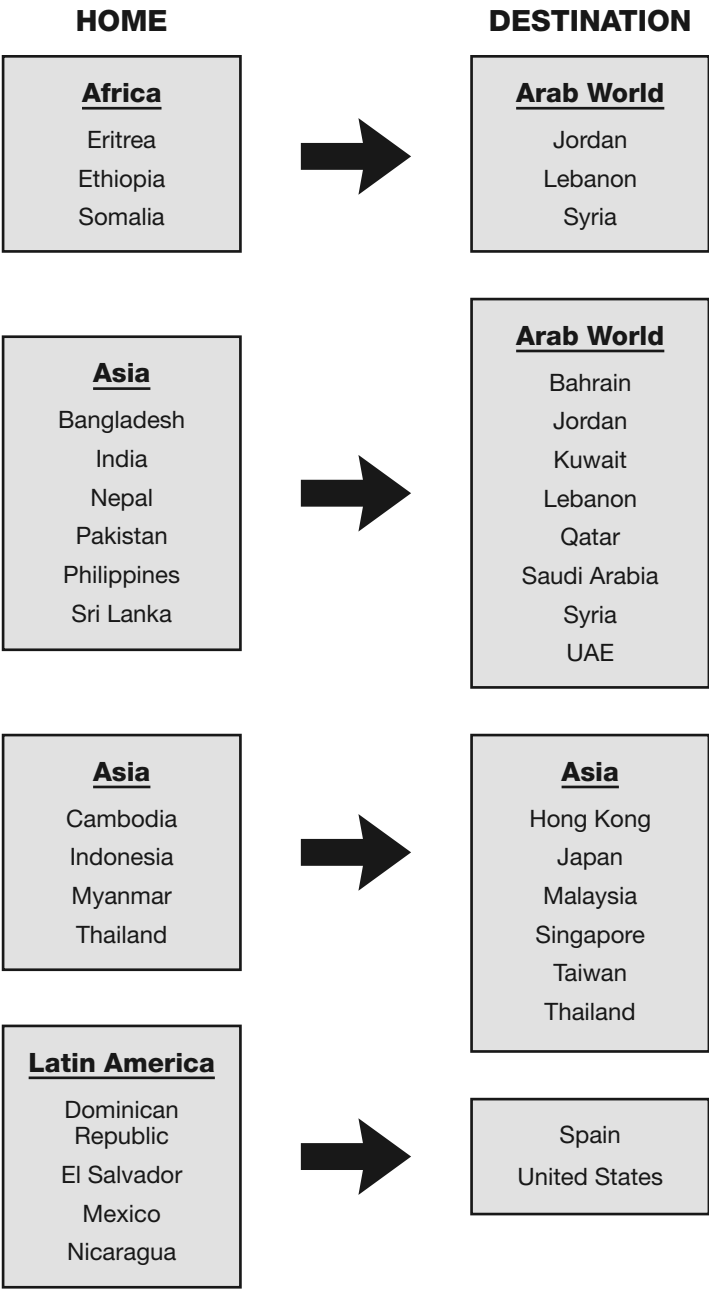 HOME
DESTINATION
Africa
Eritrea
Ethiopia
Somalia
Arab World
Jordan
Lebanon
Syria
Asia
Bangladesh
India
Nepal
Pakistan
Philippines
Sri Lanka
Arab World
Bahrain
Jordan
Kuwait
Lebanon
Qatar
Saudi Arabia
Syria
UAE
Asia
Cambodia
Indonesia
Myanmar
Thailand
Asia
Hong Kong
Japan
Malaysia
Singapore
Taiwan
Thailand
Latin America
Dominican
Republic
El Salvador
Mexico
Nicaragua
Spain
United States